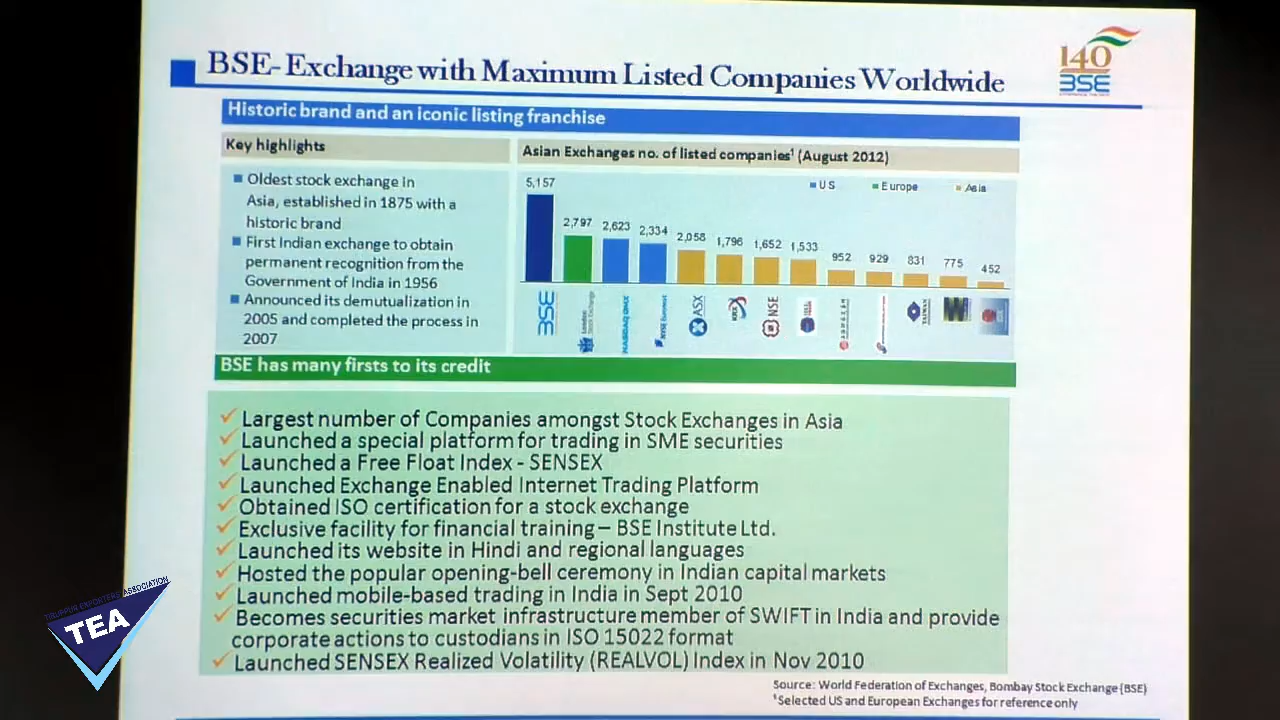 BSE- Exchange with Maximum Listed Companies Worldwide
140
BSE
Historic brand and an iconic listing franchise
Key highlights
Oldest stock exchange in
Asia, established in 1875 with a
historic brand
First Indian exchange to obtain
permanent recognition from the
Government of India in 1956
Announced its demutualization in
2005 and completed the process in
2007
Asian Exchanges no. of listed companies¹ (August 2012)
US Europe Asia
5,157 2,797 2,623 2,334 2,058 1,796 1,652 1,533 952 929 831 775 452
BSE
London
Stock Exchange
NASDAQ OMX
NYSE Euronext
ASX
KRX
NSE
TAIWAN
BSE has many firsts to its credit
Largest number of Companies amongst Stock Exchanges in Asia
Launched a special platform for trading in SME securities
Launched a Free Float Index - SENSEX
Launched Exchange Enabled Internet Trading Platform
Obtained ISO certification for a stock exchange
Exclusive facility for financial training – BSE Institute Ltd.
Launched its website in Hindi and regional languages
Hosted the popular opening-bell ceremony in Indian capital markets
Launched mobile-based trading in India in Sept 2010
Becomes securities market infrastructure member of SWIFT in India and provide
corporate actions to custodians in ISO 15022 format
Launched SENSEX Realized Volatility (REALVOL) Index in Nov 2010
Source: World Federation of Exchanges, Bombay Stock Exchange (BSE)
¹Selected US and European Exchanges for reference only
TIRUPPUR EXPORTERS ASSOCIATION
TEA